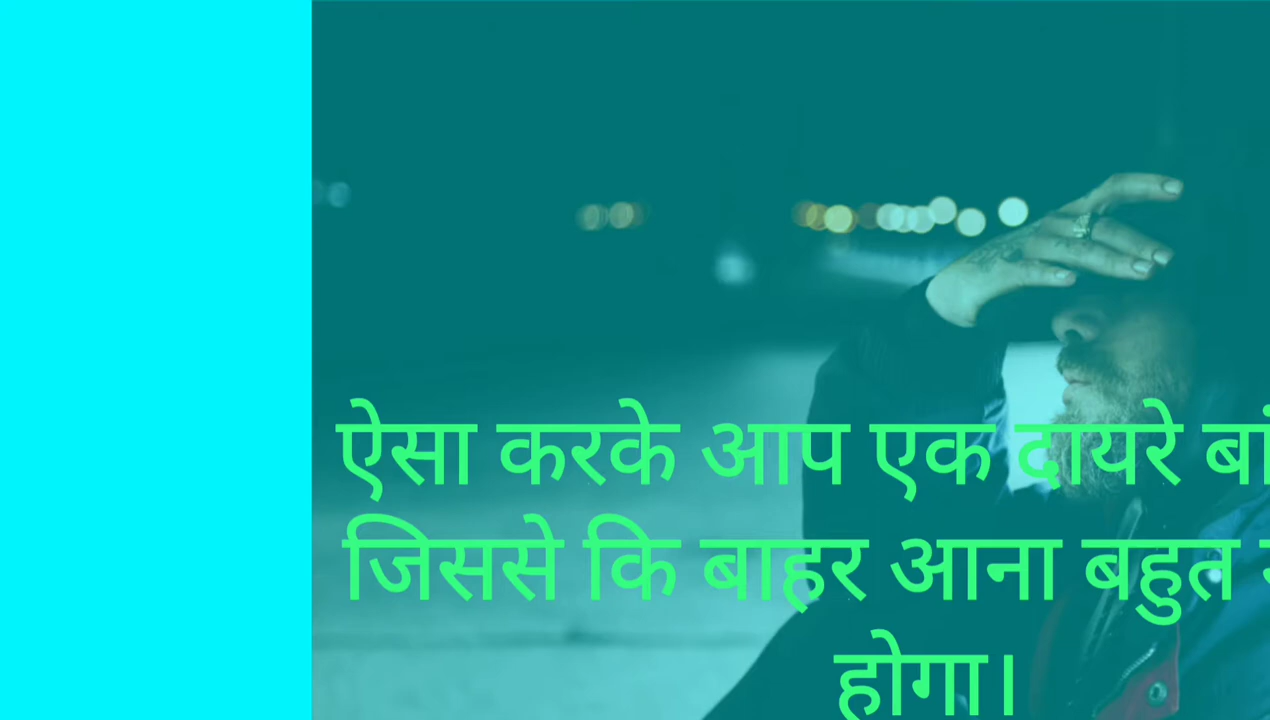 ऐसा करके आप एक दायरे
जिससे कि बाहर आना बहुत
होगा।